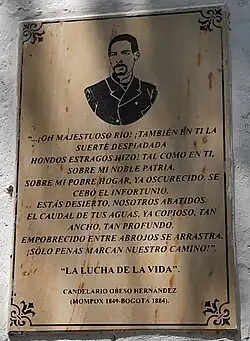 "...¡OH MAJESTUOSO RIO! ¡TAMBIÉN EN TI LA
SUERTE DESPIADADA
HONDOS ESTRAGOS HIZO! TAL COMO EN TI,
SOBRE MI NOBLE PATRIA,
SOBRE MI POBRE HOGAR, YA OSCURECIDO, SE
CEBO EL INFORTUNIO.
ESTÁS DESIERTO, NOSOTROS ABATIDOS.
EL CAUDAL DE TUS AGUAS, YA COPIOSO, TAN
ANCHO, TAN PROFUNDO,
EMPOBRECIDO ENTRE ABROJOS SE ARRASTRA.
¡SÓLO PENAS MARCAN NUESTRO CAMINO!".
"LA LUCHA DE LA VIDA".
CANDELARIO OBESO HERNÁNDEZ
(MOMPOX 1849-BOGOTÁ 1884).